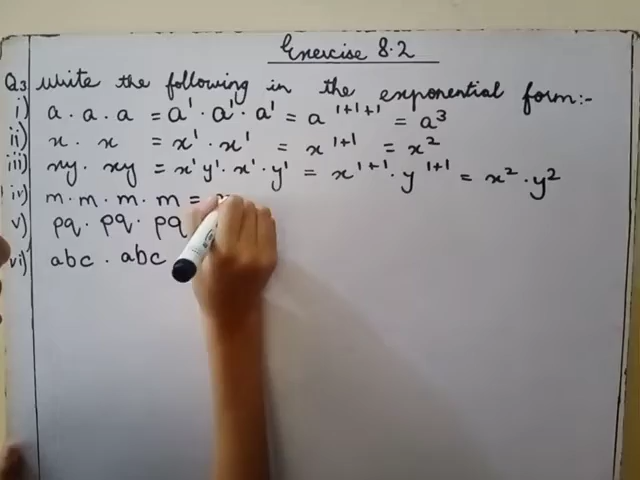 Exercise 8.2
Q3 Write the following in the exponential form:-
i) a . a . a = a¹ . a¹ . a¹ = a¹⁺¹⁺¹ = a³
ii) x . x = x¹ . x¹ = x¹⁺¹ = x²
iii) xy . xy = x¹ y¹ . x¹ . y¹ = x¹⁺¹ . y¹⁺¹ = x² . y²
iv) m . m . m . m =
v) pq . pq . pq
vi) abc . abc